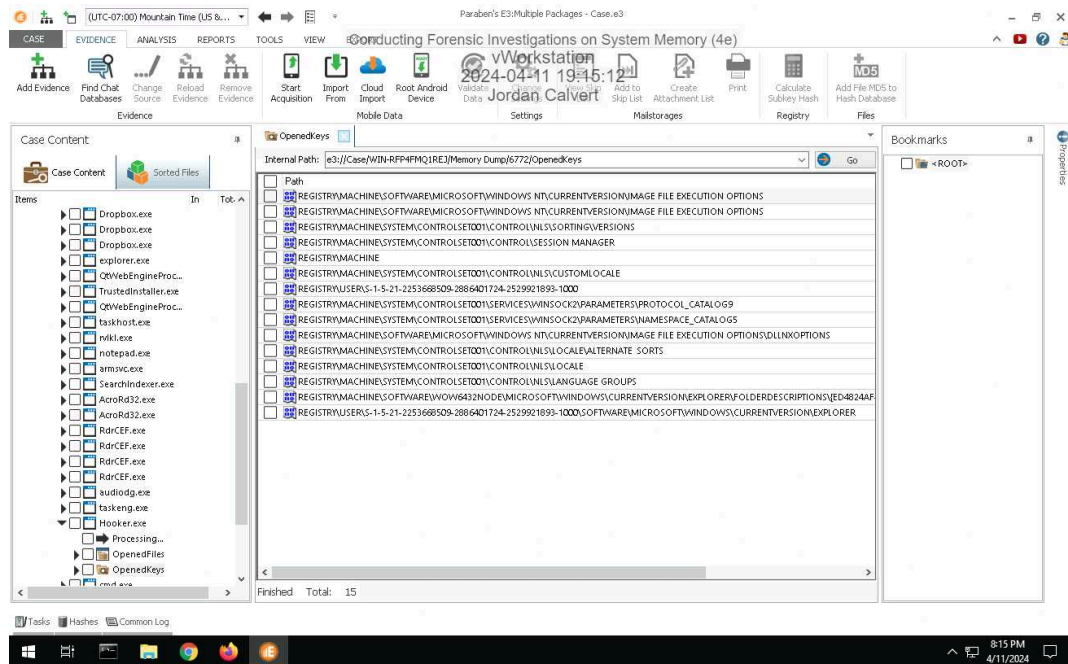 (UTC-07:00) Mountain Time (US &...
Paraben's E3:Multiple Packages - Case.e3
CASE EVIDENCE ANALYSIS REPORTS TOOLS VIEW
Conducting Forensic Investigations on System Memory (4e)
vWorkstation
2024-04-11 19:15:12
Jordan Calvert
Add Evidence
Find Chat Databases
Change Source
Reload Evidence
Remove Evidence
Evidence
Start Acquisition
Import From
Cloud Import
Root Android Device
Mobile Data
Validate Data
Settings
Add to Skip List
Create Attachment List
Print
Mailstorages
Calculate Subkey Hash
Registry
MD5
Add File MD5 to Hash Database
Files
Case Content
Case Content
Sorted Files
Items In Tot.
Dropbox.exe
Dropbox.exe
Dropbox.exe
explorer.exe
QtWebEngineProc...
TrustedInstaller.exe
QtWebEngineProc...
taskhost.exe
notepad.exe
armsvc.exe
SearchIndexer.exe
AcroRd32.exe
AcroRd32.exe
RdrCEF.exe
RdrCEF.exe
RdrCEF.exe
RdrCEF.exe
audiodg.exe
taskeng.exe
Hooker.exe
Processing...
OpenedFiles
OpenedKeys
cmd.exe
OpenedKeys
Internal Path: e3://Case/WIN-RFP4FMQ1REJ/Memory Dump/6772/OpenedKeys
Go
Path
REGISTRY\MACHINE\SOFTWARE\MICROSOFT\WINDOWS NT\CURRENTVERSION\IMAGE FILE EXECUTION OPTIONS
REGISTRY\MACHINE\SOFTWARE\MICROSOFT\WINDOWS NT\CURRENTVERSION\IMAGE FILE EXECUTION OPTIONS
REGISTRY\MACHINE\SYSTEM\CONTROLSET001\CONTROL\NLS\SORTING\VERSIONS
REGISTRY\MACHINE\SYSTEM\CONTROLSET001\CONTROL\SESSION MANAGER
REGISTRY\MACHINE
REGISTRY\MACHINE\SYSTEM\CONTROLSET001\CONTROL\NLS\CUSTOMLOCALE
REGISTRY\USER\S-1-5-21-2253668509-2886401724-2529921893-1000
REGISTRY\MACHINE\SYSTEM\CONTROLSET001\SERVICES\WINSOCK2\PARAMETERS\PROTOCOL_CATALOG9
REGISTRY\MACHINE\SYSTEM\CONTROLSET001\SERVICES\WINSOCK2\PARAMETERS\NAMESPACE_CATALOG5
REGISTRY\MACHINE\SOFTWARE\MICROSOFT\WINDOWS NT\CURRENTVERSION\IMAGE FILE EXECUTION OPTIONS\DLLNXOPTIONS
REGISTRY\MACHINE\SYSTEM\CONTROLSET001\CONTROL\NLS\LOCALE\ALTERNATE SORTS
REGISTRY\MACHINE\SYSTEM\CONTROLSET001\CONTROL\NLS\LOCALE
REGISTRY\MACHINE\SYSTEM\CONTROLSET001\CONTROL\NLS\LANGUAGE GROUPS
REGISTRY\MACHINE\SOFTWARE\WOW6432NODE\MICROSOFT\WINDOWS\CURRENTVERSION\EXPLORER\FOLDERDESCRIPTIONS\{ED4824AF-
REGISTRY\USER\S-1-5-21-2253668509-2886401724-2529921893-1000\SOFTWARE\MICROSOFT\WINDOWS\CURRENTVERSION\EXPLORER
Finished Total: 15
Bookmarks
<ROOT>
Properties
Tasks Hashes Common Log
8:15 PM
4/11/2024